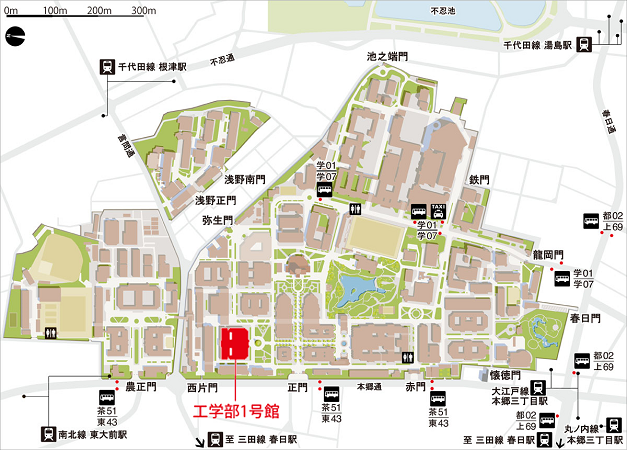 0m 100m 200m 300m
不忍池
千代田線 湯島駅
池之端門
不忍通
千代田線 根津駅
春日通
言問通
学01
学07
浅野南門
鉄門
浅野正門
TAXI
弥生門
学01
学07
都02
上69
龍岡門
学01
学07
春日門
都02
上69
懐徳門
農正門
西片門
正門
本郷通
赤門
大江戸線
本郷三丁目駅
工学部1号館
茶51
東43
茶51
東43
茶51
東43
都02
上69
丸ノ内線
本郷三丁目駅
南北線 東大前駅
至 三田線 春日駅
至 三田線 春日駅